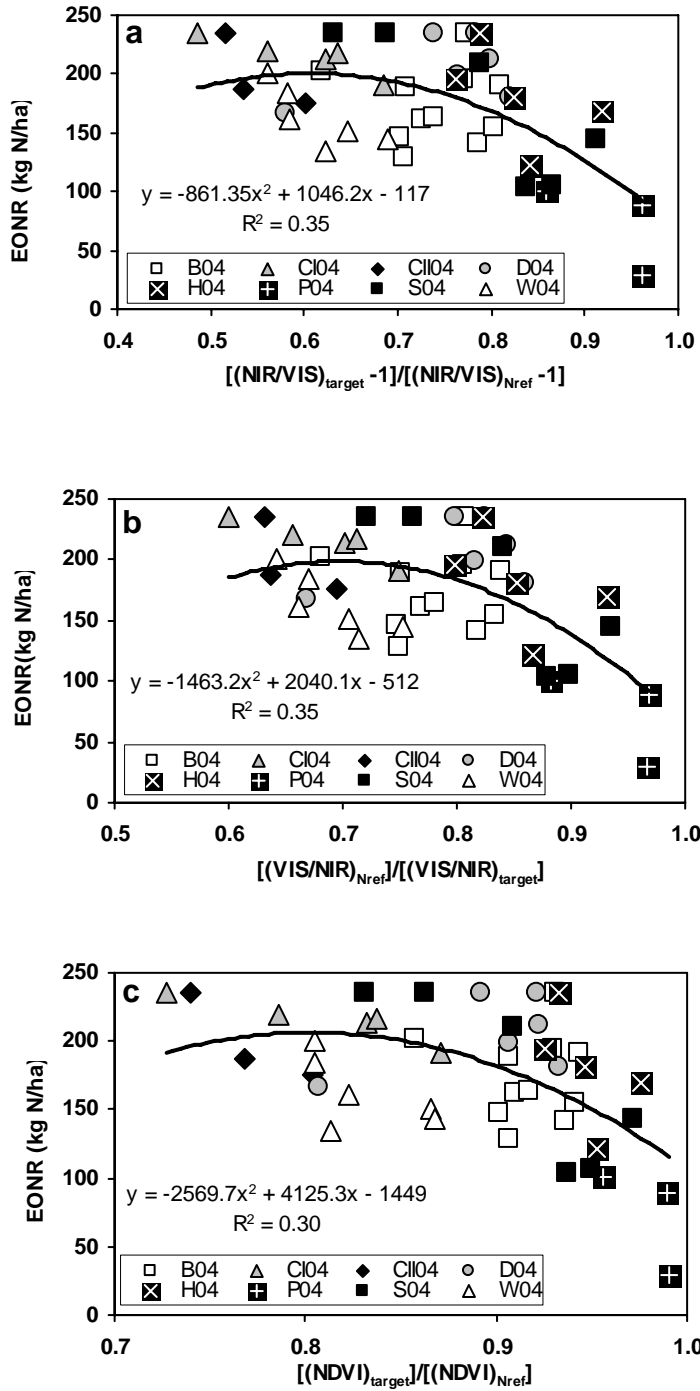 a
EONR (kg N/ha)
250
200
150
100
50
0
y = -861.35x² + 1046.2x - 117
R² = 0.35
B04 CI04 CII04 D04
H04 P04 S04 W04
0.4 0.5 0.6 0.7 0.8 0.9 1.0
[(NIR/VIS)target -1]/[(NIR/VIS)Nref -1]
b
EONR(kg N/ha)
250
200
150
100
50
0
y = -1463.2x² + 2040.1x - 512
R² = 0.35
B04 CI04 CII04 D04
H04 P04 S04 W04
0.5 0.6 0.7 0.8 0.9 1.0
[(VIS/NIR)Nref]/[(VIS/NIR)target]
c
EONR (kg N/ha)
250
200
150
100
50
0
y = -2569.7x² + 4125.3x - 1449
R² = 0.30
B04 CI04 CII04 D04
H04 P04 S04 W04
0.7 0.8 0.9 1.0
[(NDVI)target]/[(NDVI)Nref]